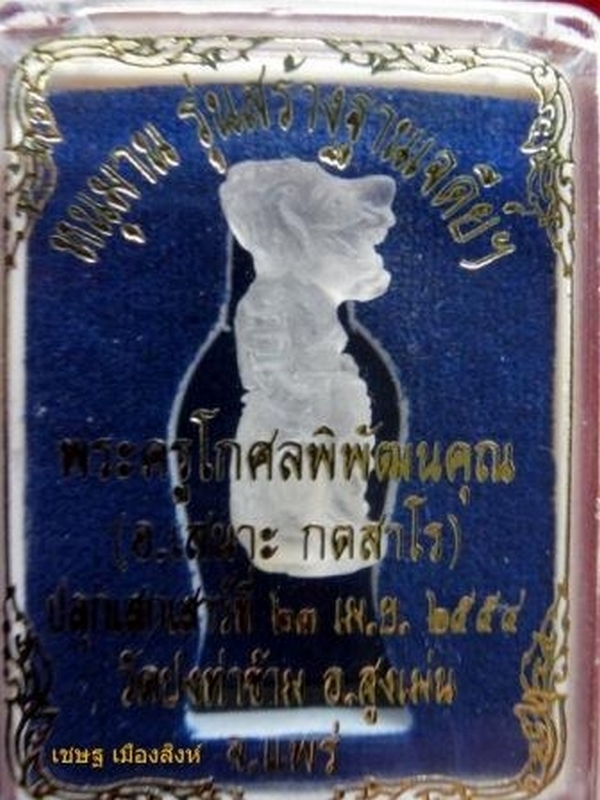 หนุมาน รุ่นสร้างฐานเจดีย์ฯ
พระครูโกศลพิพัฒนคุณ
(อ.เสนาะ กตสาโร)
ปลุกเสกเสาร์ที่ ๒๓ เม.ย. ๒๕๕๔
วัดปงท่าข้าม อ.สูงเม่น
จ.แพร่
เชษฐ เมืองสิงห์